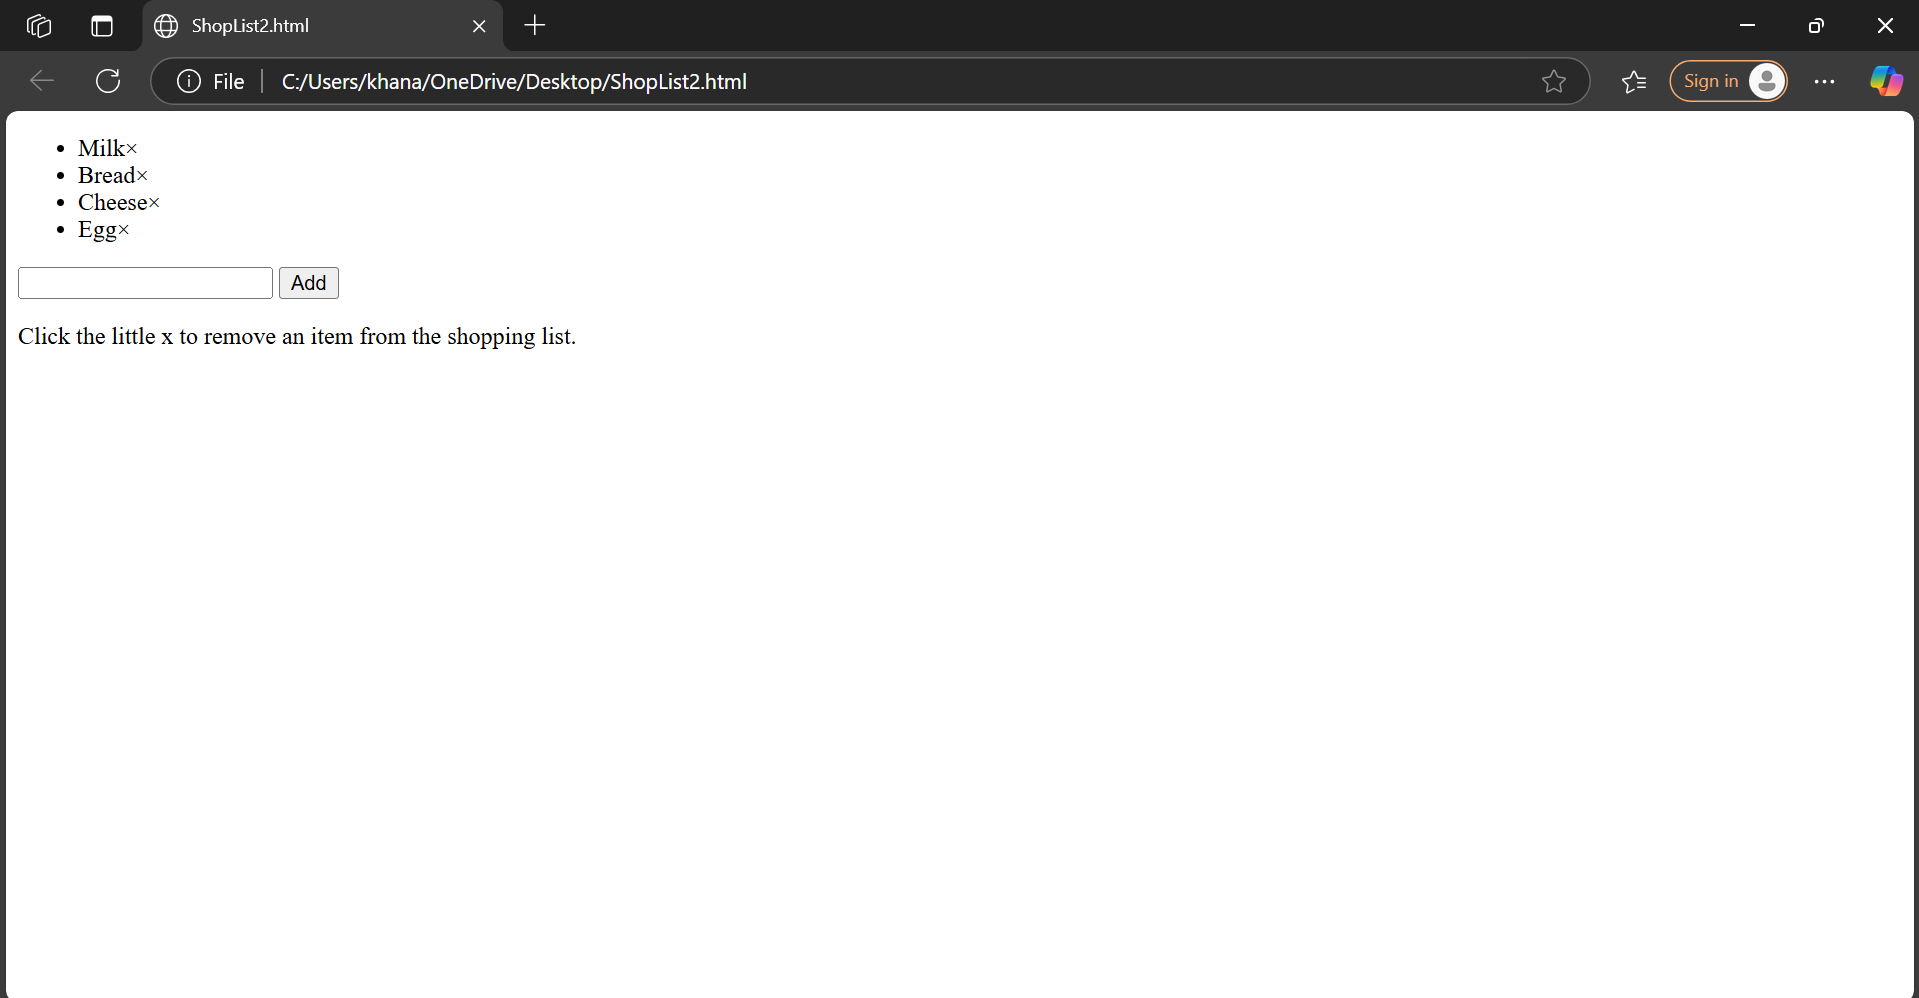 ShopList2.html
File C:/Users/khana/OneDrive/Desktop/ShopList2.html Sign in
• Milk×
• Bread×
• Cheese×
• Egg×
Add
Click the little x to remove an item from the shopping list.